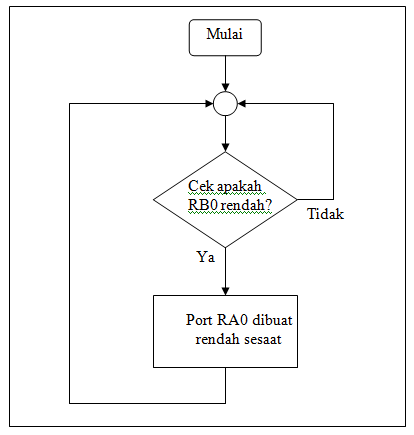 Mulai
Cek apakah
RB0 rendah?
Tidak
Ya
Port RA0 dibuat
rendah sesaat